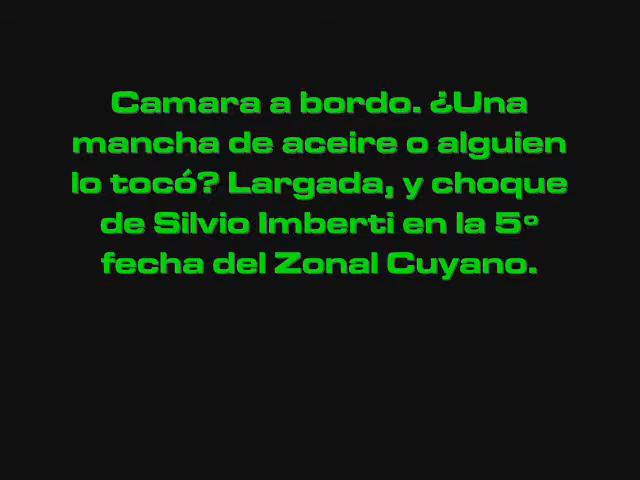 Camara a bordo. ¿Una
mancha de aceire o alguien
lo tocó? Largada, y choque
de Silvio Imberti en la 5º
fecha del Zonal Cuyano.